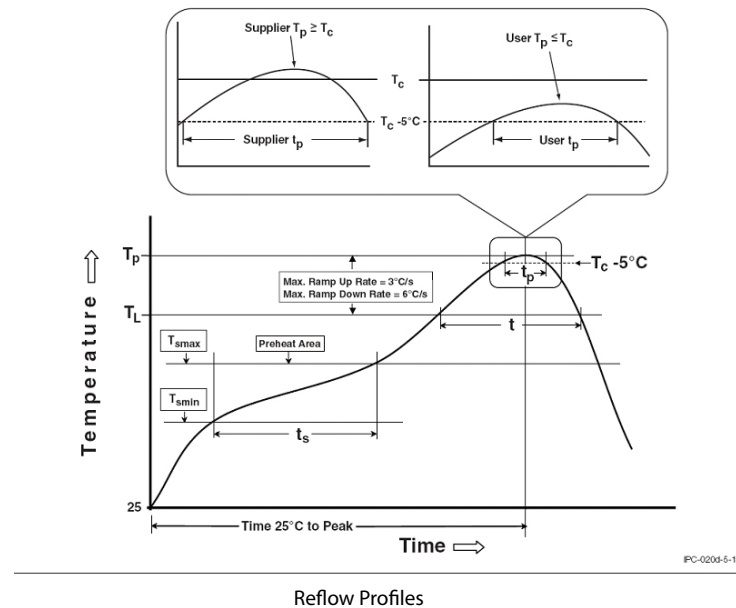 Supplier Tp ≥ Tc
User Tp ≤ Tc
Tc
Tc -5°C
Supplier tp
User tp
Tp
Tc -5°C
tp
Max. Ramp Up Rate = 3°C/s
Max. Ramp Down Rate = 6°C/s
TL
t
Tsmax
Preheat Area
Tsmin
ts
Temperature
25
Time 25°C to Peak
Time
IPC-020d-5-1
Reflow Profiles